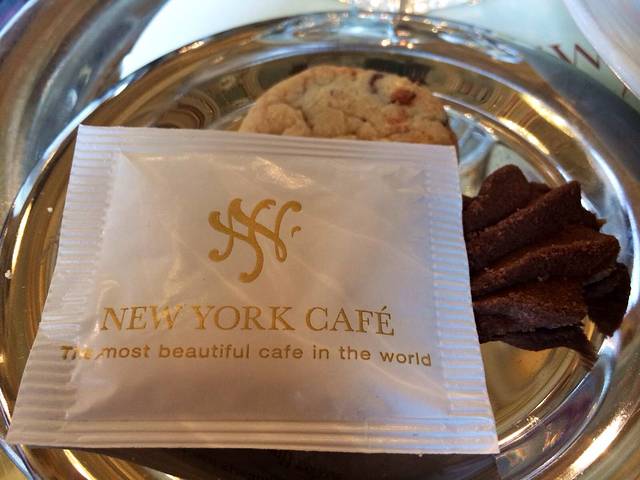 NEW YORK CAFÉ
The most beautiful cafe in the world